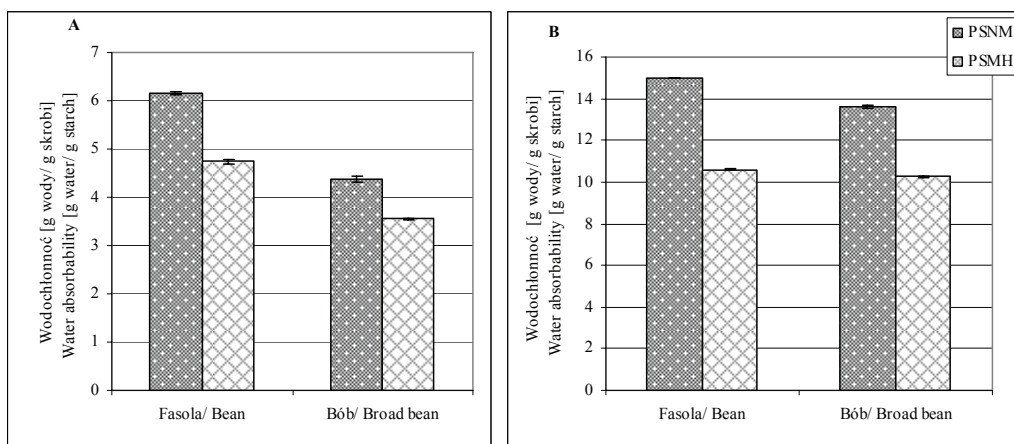 A
Wodochłonnoć [g wody/ g skrobi]
Water absorbability [g water/ g starch]
7
6
5
4
3
2
1
0
Fasola/ Bean
Bób/ Broad bean
B
PSNM
PSMH
Wodochłonnoć [g wody/ g skrobi]
Water absorbability [g water/ g starch]
16
14
12
10
8
6
4
2
0
Fasola/ Bean
Bób/ Broad bean